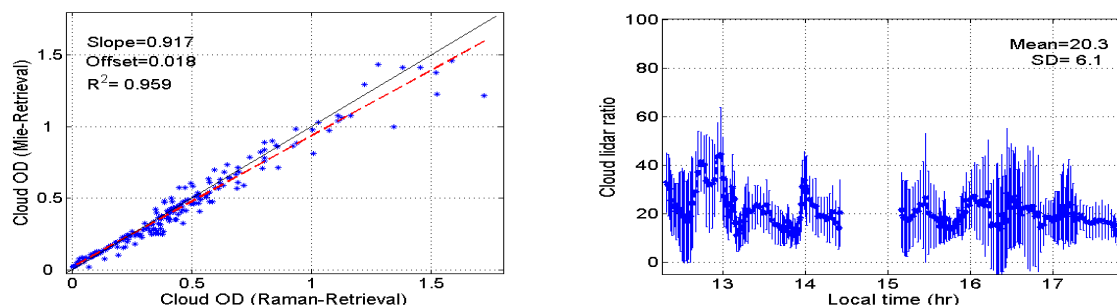 Slope=0.917
Offset=0.018
R²= 0.959
Cloud OD (Mie-Retrieval)
1.5
1
0.5
0
0 0.5 1 1.5
Cloud OD (Raman-Retrieval)
Mean=20.3
SD= 6.1
Cloud lidar ratio
100
80
60
40
20
0
13 14 15 16 17
Local time (hr)